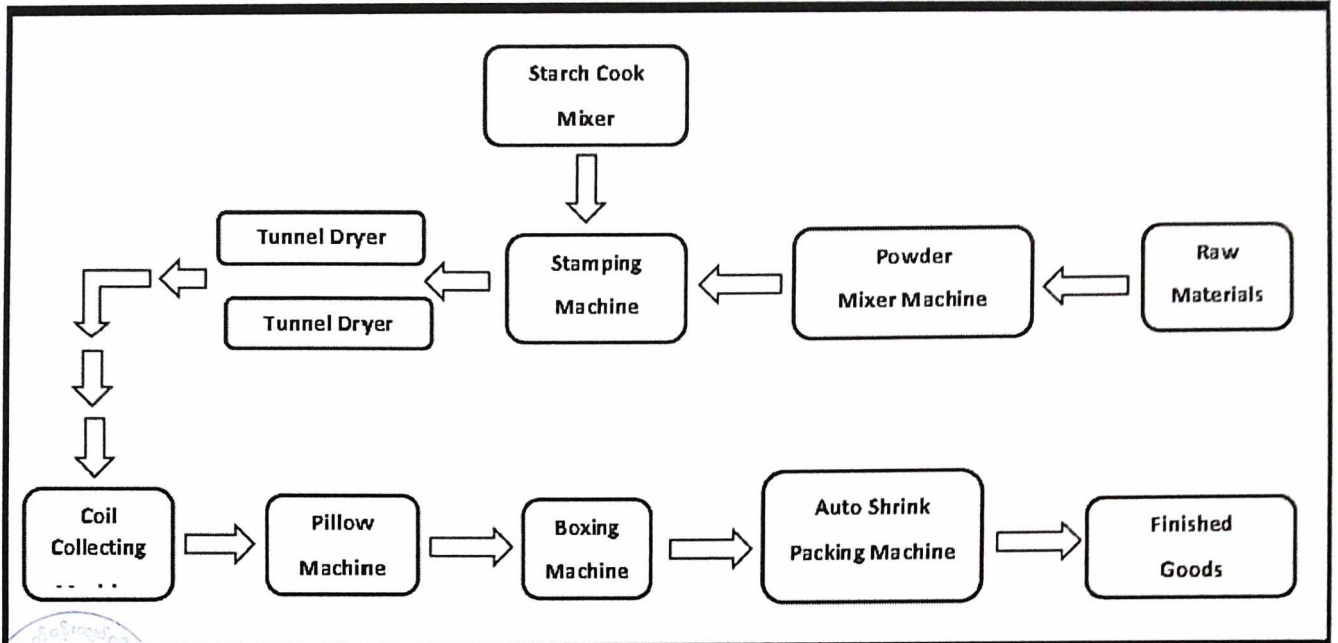 Starch Cook
Mixer
Tunnel Dryer
Tunnel Dryer
Stamping
Machine
Powder
Mixer Machine
Raw
Materials
Coil
Collecting
Pillow
Machine
Boxing
Machine
Auto Shrink
Packing Machine
Finished
Goods